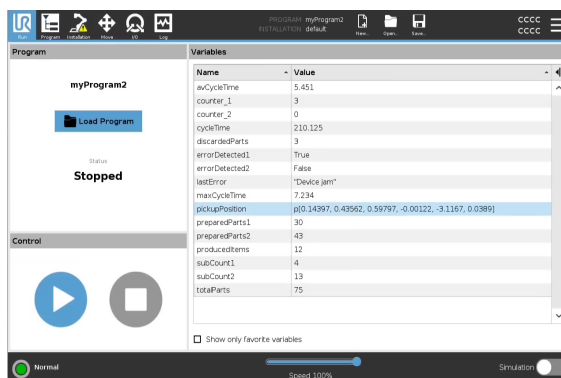 UR
Run
Program
Installation
Move
I/O
Log
PROGRAM myProgram2
INSTALLATION default
New...
Open...
Save...
CCCC
CCCC
Program
myProgram2
Load Program
Status
Stopped
Control
Variables
Name Value
avCycleTime 5.451
counter_1 3
counter_2 0
cycleTime 210.125
discardedParts 3
errorDetected1 True
errorDetected2 False
lastError "Device jam"
maxCycleTime 7.234
pickupPosition p[0.14397, 0.43562, 0.59797, -0.00122, -3.1167, 0.0389]
preparedParts1 30
preparedParts2 43
producedItems 12
subCount1 4
subCount2 13
totalParts 75
Show only favorite variables
Normal
Speed 100%
Simulation